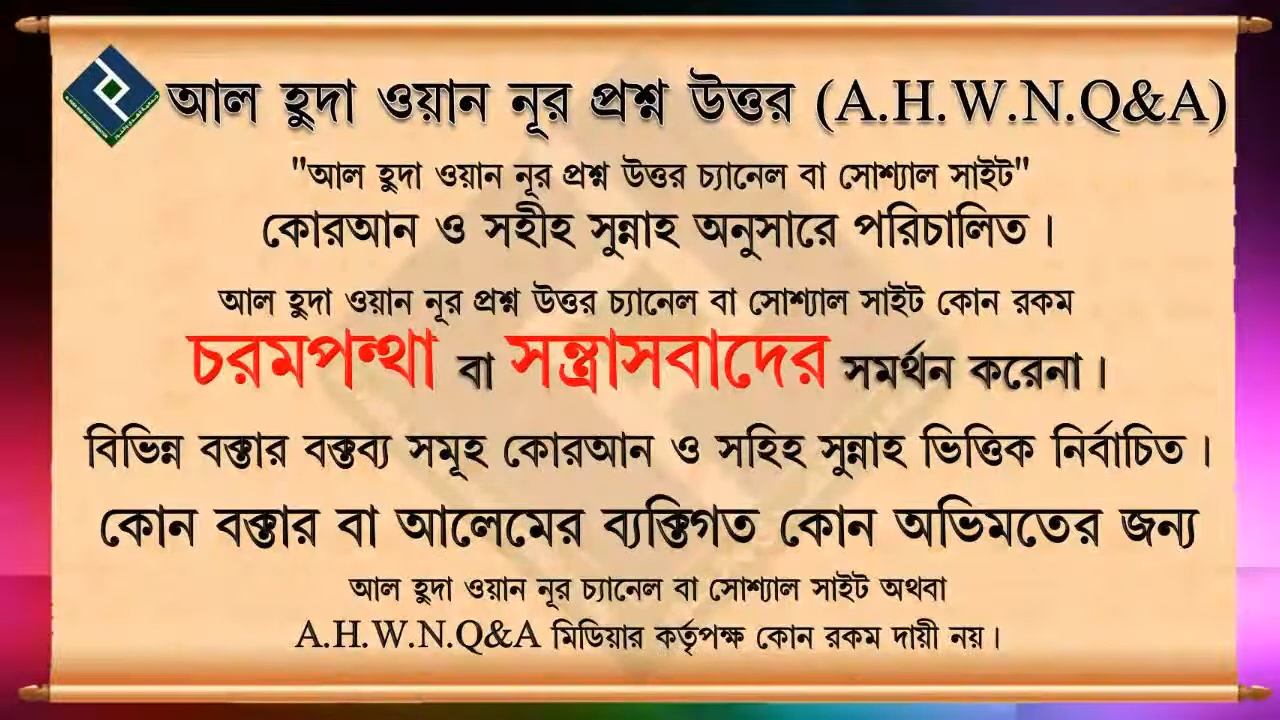 আল হুদা ওয়ান নূর প্রশ্ন উত্তর (A.H.W.N.Q&A)
"আল হুদা ওয়ান নূর প্রশ্ন উত্তর চ্যানেল বা সোশ্যাল সাইট"
কোরআন ও সহীহ সুন্নাহ অনুসারে পরিচালিত।
আল হুদা ওয়ান নূর প্রশ্ন উত্তর চ্যানেল বা সোশ্যাল সাইট কোন রকম
চরমপন্থা বা সন্ত্রাসবাদের সমর্থন করেনা।
বিভিন্ন বক্তার বক্তব্য সমূহ কোরআন ও সহিহ সুন্নাহ ভিত্তিক নির্বাচিত।
কোন বক্তার বা আলেমের ব্যক্তিগত কোন অভিমতের জন্য
আল হুদা ওয়ান নূর চ্যানেল বা সোশ্যাল সাইট অথবা
A.H.W.N.Q&A মিডিয়ার কর্তৃপক্ষ কোন রকম দায়ী নয়।